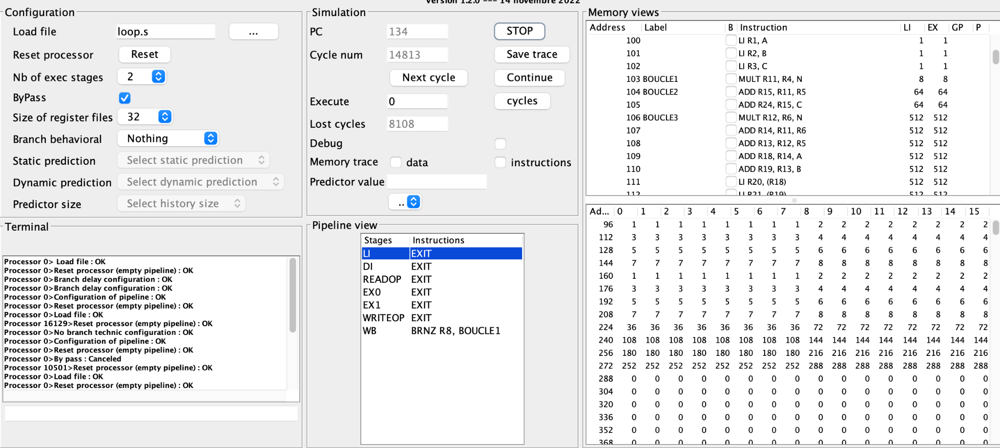 Version 1.2.0 --- 14 novembre 2022
Configuration
Load file loop.s ...
Reset processor Reset
Nb of exec stages 2
ByPass
Size of register files 32
Branch behavioral Nothing
Static prediction Select static prediction
Dynamic prediction Select dynamic prediction
Predictor size Select history size
Simulation
PC 134 STOP
Cycle num 14813 Save trace
Next cycle Continue
Execute 0 cycles
Lost cycles 8108
Debug
Memory trace data instructions
Predictor value
..
Memory views
Address Label B Instruction LI EX GP P
100 LI R1, A 1 1
101 LI R2, B 1 1
102 LI R3, C 1 1
103 BOUCLE1 MULT R11, R4, N 8 8
104 BOUCLE2 ADD R15, R11, R5 64 64
105 ADD R24, R15, C 64 64
106 BOUCLE3 MULT R12, R6, N 512 512
107 ADD R14, R11, R6 512 512
108 ADD R13, R12, R5 512 512
109 ADD R18, R14, A 512 512
110 ADD R19, R13, B 512 512
111 LI R20, (R18) 512 512
112 LI R21, (R19) 512 512
Ad... 0 1 2 3 4 5 6 7 8 9 10 11 12 13 14 15
96 1 1 1 1 1 1 1 1 2 2 2 2 2 2 2 2
112 3 3 3 3 3 3 3 3 4 4 4 4 4 4 4 4
128 5 5 5 5 5 5 5 5 6 6 6 6 6 6 6 6
144 7 7 7 7 7 7 7 7 8 8 8 8 8 8 8 8
160 1 1 1 1 1 1 1 1 2 2 2 2 2 2 2 2
176 3 3 3 3 3 3 3 3 4 4 4 4 4 4 4 4
192 5 5 5 5 5 5 5 5 6 6 6 6 6 6 6 6
208 7 7 7 7 7 7 7 7 8 8 8 8 8 8 8 8
224 36 36 36 36 36 36 36 36 72 72 72 72 72 72 72 72
240 108 108 108 108 108 108 108 108 144 144 144 144 144 144 144 144
256 180 180 180 180 180 180 180 180 216 216 216 216 216 216 216 216
272 252 252 252 252 252 252 252 252 288 288 288 288 288 288 288 288
288 0 0 0 0 0 0 0 0 0 0 0 0 0 0 0 0
304 0 0 0 0 0 0 0 0 0 0 0 0 0 0 0 0
320 0 0 0 0 0 0 0 0 0 0 0 0 0 0 0 0
336 0 0 0 0 0 0 0 0 0 0 0 0 0 0 0 0
352 0 0 0 0 0 0 0 0 0 0 0 0 0 0 0 0
368 0 0 0 0 0 0 0 0 0 0 0 0 0 0 0 0
Terminal
Processor 0> Load file : OK
Processor 0>Reset processor (empty pipeline) : OK
Processor 0>Branch delay configuration : OK
Processor 0>Branch delay configuration : OK
Processor 0>Configuration of pipeline : OK
Processor 0>Reset processor (empty pipeline) : OK
Processor 0>Load file : OK
Processor 16129>Reset processor (empty pipeline) : OK
Processor 0>No branch technic configuration : OK
Processor 0>Configuration of pipeline : OK
Processor 0>Reset processor (empty pipeline) : OK
Processor 0>By pass : Canceled
Processor 10501>Reset processor (empty pipeline) : OK
Processor 0>Load file : OK
Processor 0>Reset processor (empty pipeline) : OK
Pipeline view
Stages Instructions
LI EXIT
DI EXIT
READOP EXIT
EX0 EXIT
EX1 EXIT
WRITEOP EXIT
WB BRNZ R8, BOUCLE1